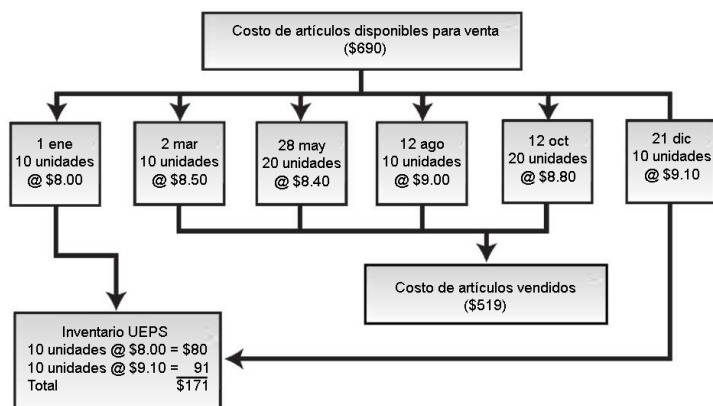 Costo de artículos disponibles para venta
($690)
1 ene
10 unidades
@ $8.00
2 mar
10 unidades
@ $8.50
28 may
20 unidades
@ $8.40
12 ago
10 unidades
@ $9.00
12 oct
20 unidades
@ $8.80
21 dic
10 unidades
@ $9.10
Costo de artículos vendidos
($519)
Inventario UEPS
10 unidades @ $8.00 = $80
10 unidades @ $9.10 = 91
Total $171